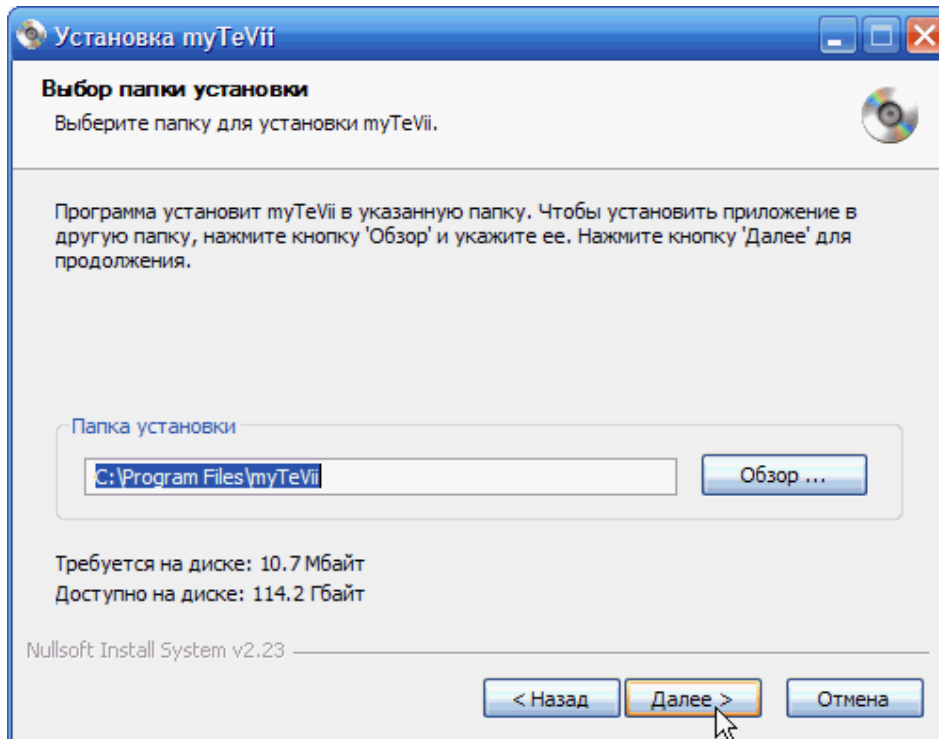 Установка myTeVii
Выбор папки установки
Выберите папку для установки myTeVii.
Программа установит myTeVii в указанную папку. Чтобы установить приложение в
другую папку, нажмите кнопку 'Обзор' и укажите ее. Нажмите кнопку 'Далее' для
продолжения.
Папка установки
C:\Program Files\myTeVii
Обзор ...
Требуется на диске: 10.7 Мбайт
Доступно на диске: 114.2 Гбайт
Nullsoft Install System v2.23
< Назад
Далее >
Отмена